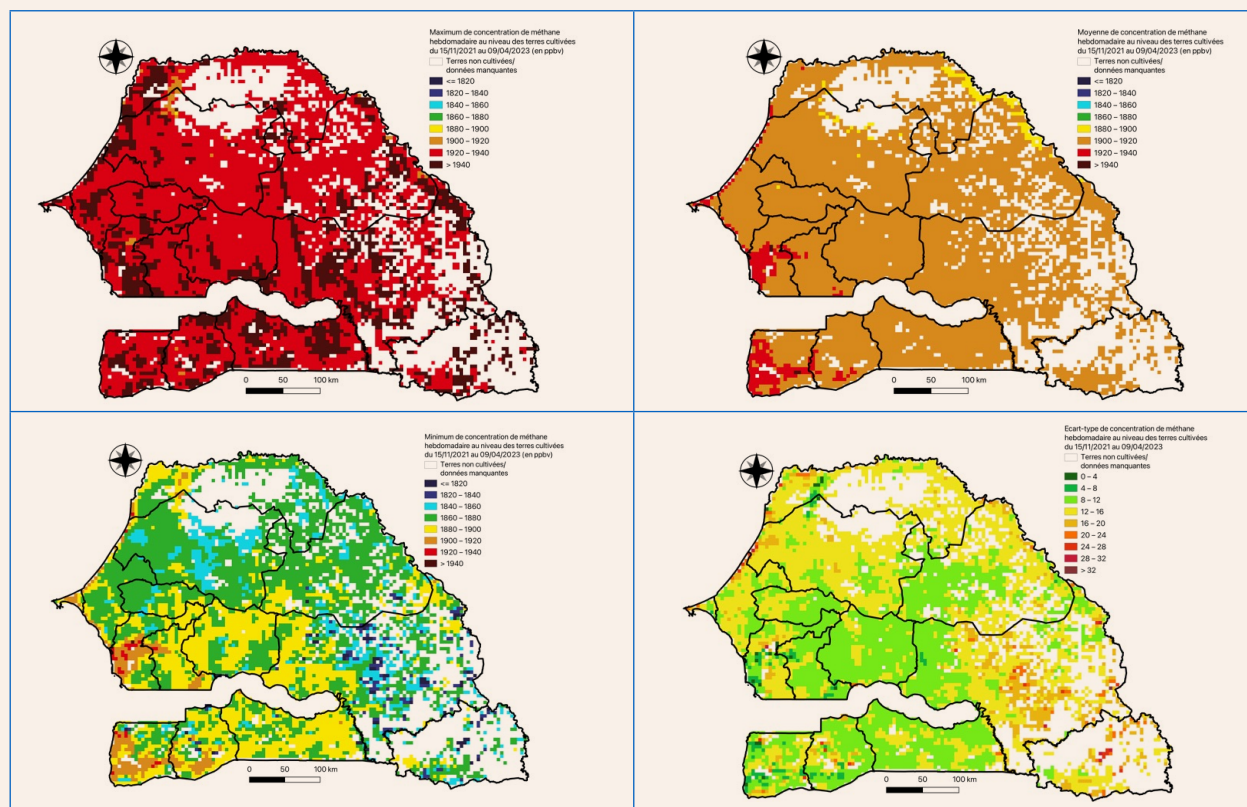 Maximum de concentration de méthane
hebdomadaire au niveau des terres cultivées
du 15/11/2021 au 09/04/2023 (en ppbv)
Terres non cultivées/
données manquantes
<= 1820
1820 – 1840
1840 – 1860
1860 – 1880
1880 – 1900
1900 – 1920
1920 – 1940
> 1940
0 50 100 km
Moyenne de concentration de méthane
hebdomadaire au niveau des terres cultivées
du 15/11/2021 au 09/04/2023 (en ppbv)
Terres non cultivées/
données manquantes
<= 1820
1820 – 1840
1840 – 1860
1860 – 1880
1880 – 1900
1900 – 1920
1920 – 1940
> 1940
0 50 100 km
Minimum de concentration de méthane
hebdomadaire au niveau des terres cultivées
du 15/11/2021 au 09/04/2023 (en ppbv)
Terres non cultivées/
données manquantes
<= 1820
1820 – 1840
1840 – 1860
1860 – 1880
1880 – 1900
1900 – 1920
1920 – 1940
> 1940
0 50 100 km
Ecart-type de concentration de méthane
hebdomadaire au niveau des terres cultivées
du 15/11/2021 au 09/04/2023
Terres non cultivées/
données manquantes
0 – 4
4 – 8
8 – 12
12 – 16
16 – 20
20 – 24
24 – 28
28 – 32
> 32
0 50 100 km